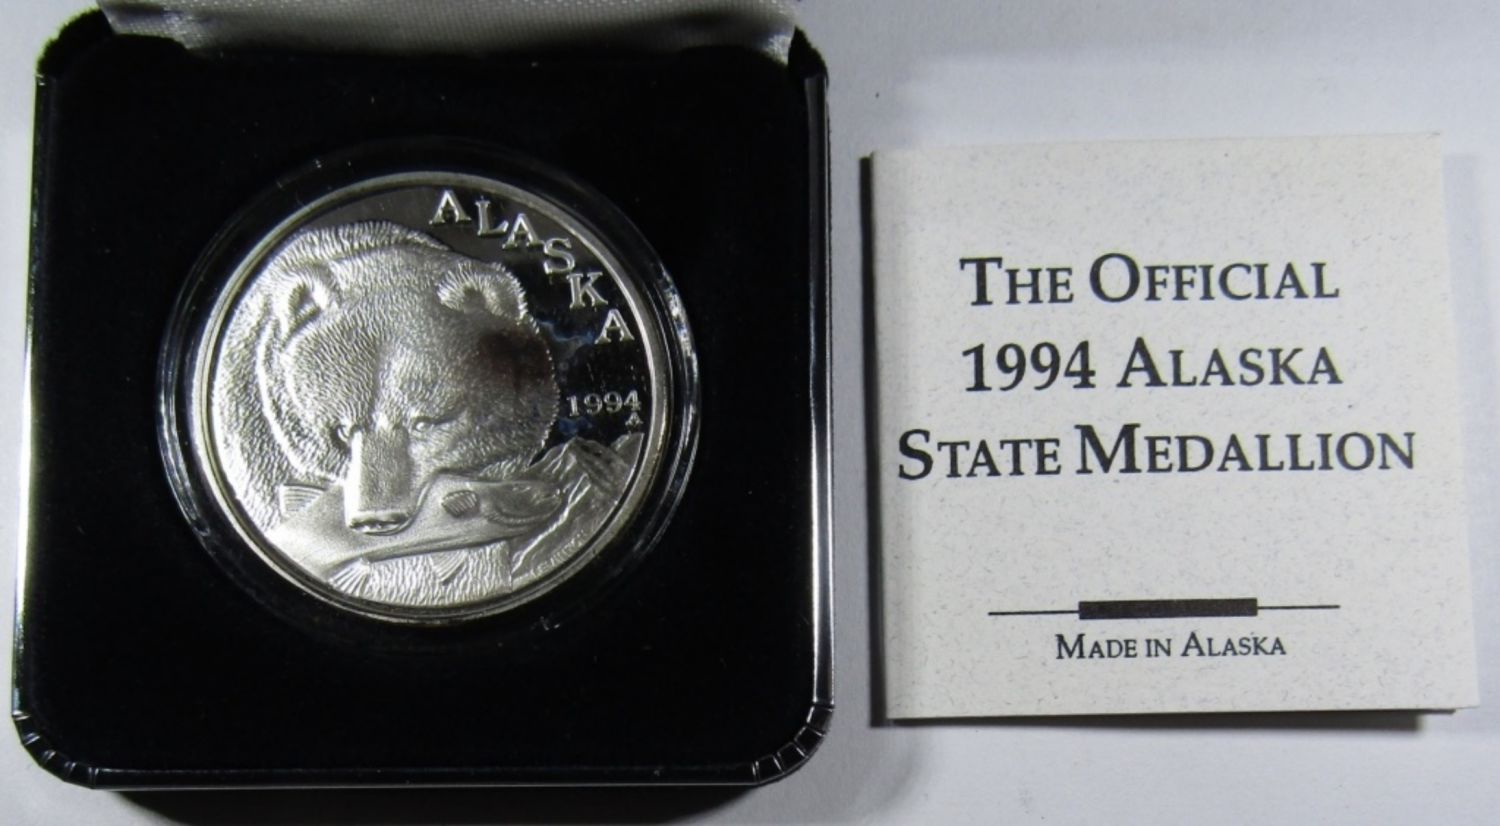 ALASKA
1994
A
THE OFFICIAL
1994 ALASKA
STATE MEDALLION
MADE IN ALASKA